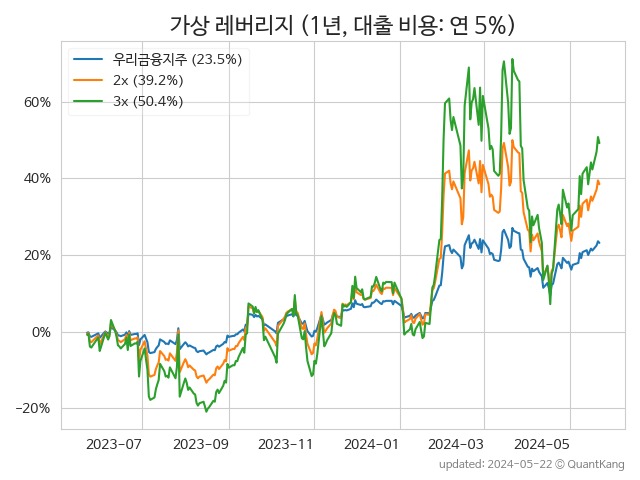 가상 레버리지 (1년, 대출 비용: 연 5%)
우리금융지주 (23.5%)
2x (39.2%)
3x (50.4%)
60%
40%
20%
0%
−20%
2023−07
2023−09
2023−11
2024−01
2024−03
2024−05
updated: 2024-05-22 © QuantKang